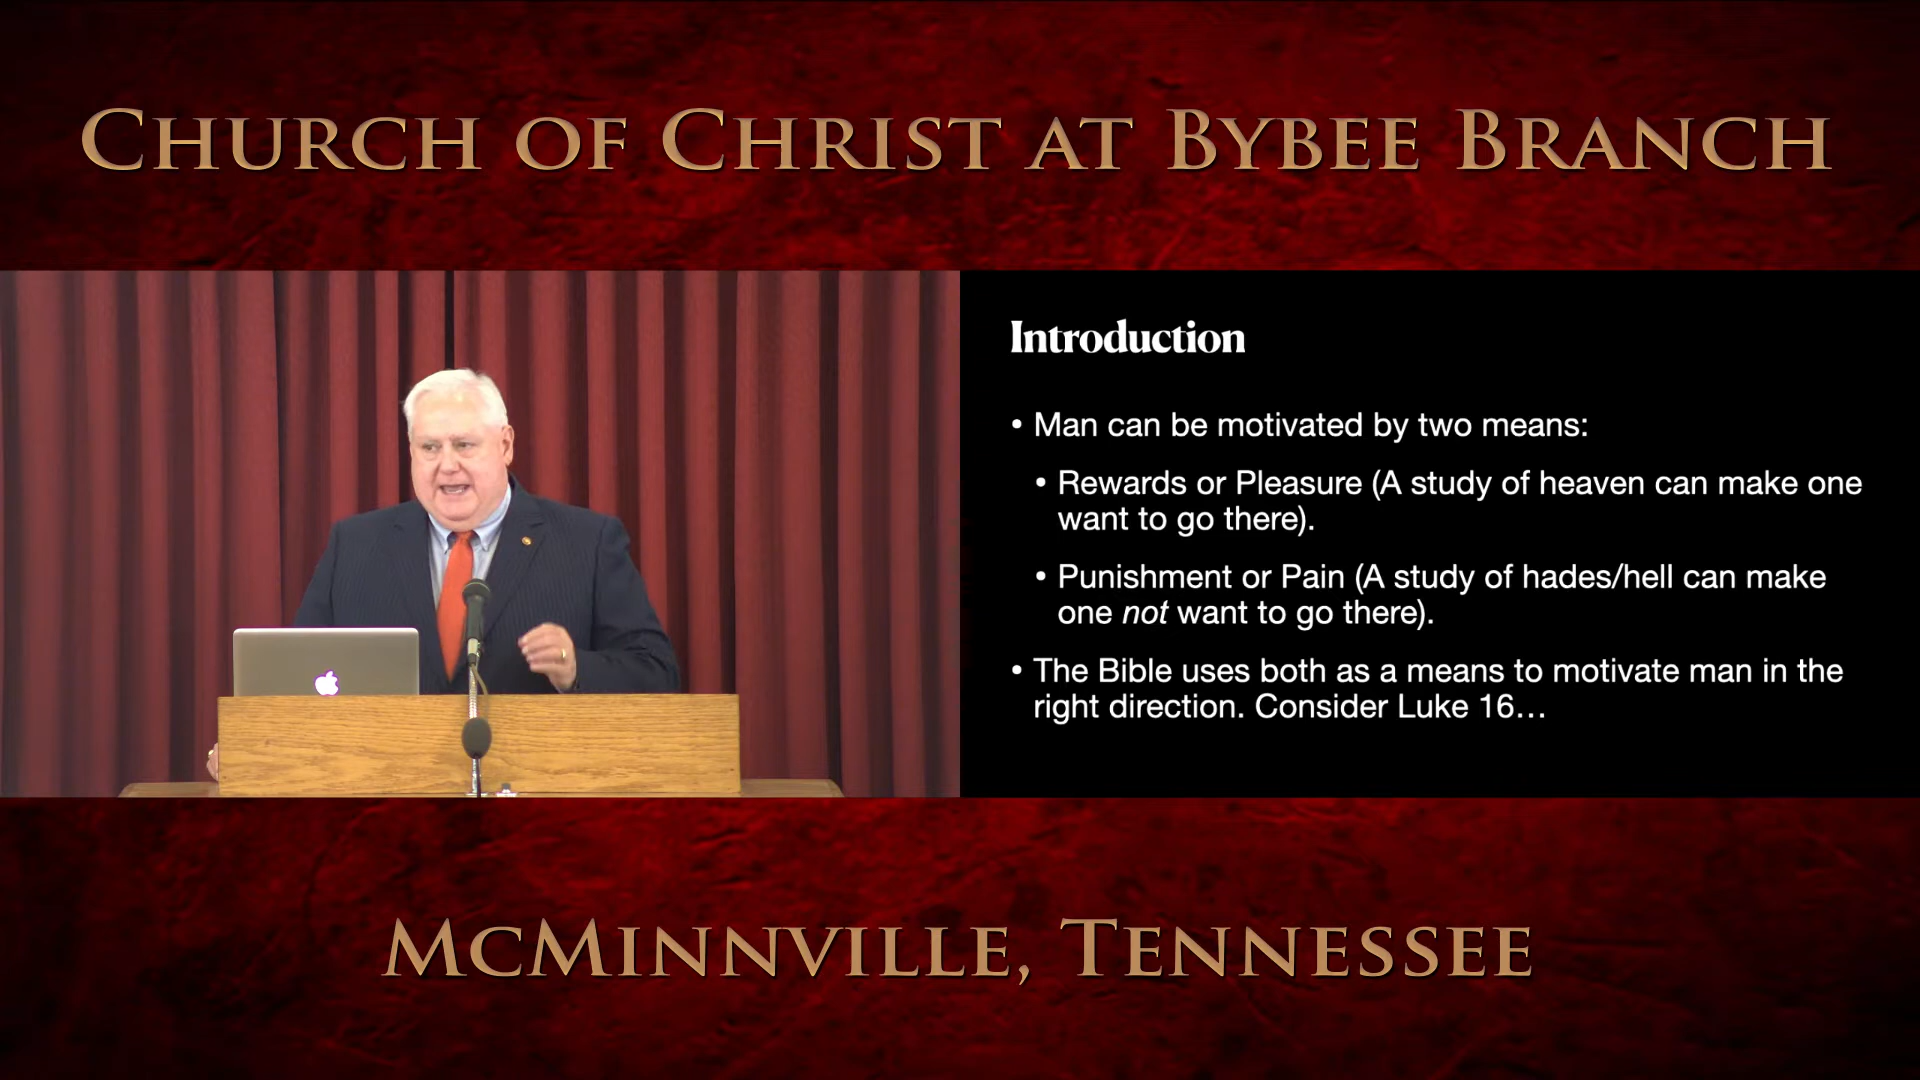 CHURCH OF CHRIST AT BYBEE BRANCH
Introduction
• Man can be motivated by two means:
• Rewards or Pleasure (A study of heaven can make one
want to go there).
• Punishment or Pain (A study of hades/hell can make
one not want to go there).
• The Bible uses both as a means to motivate man in the
right direction. Consider Luke 16…
MCMINNVILLE, TENNESSEE